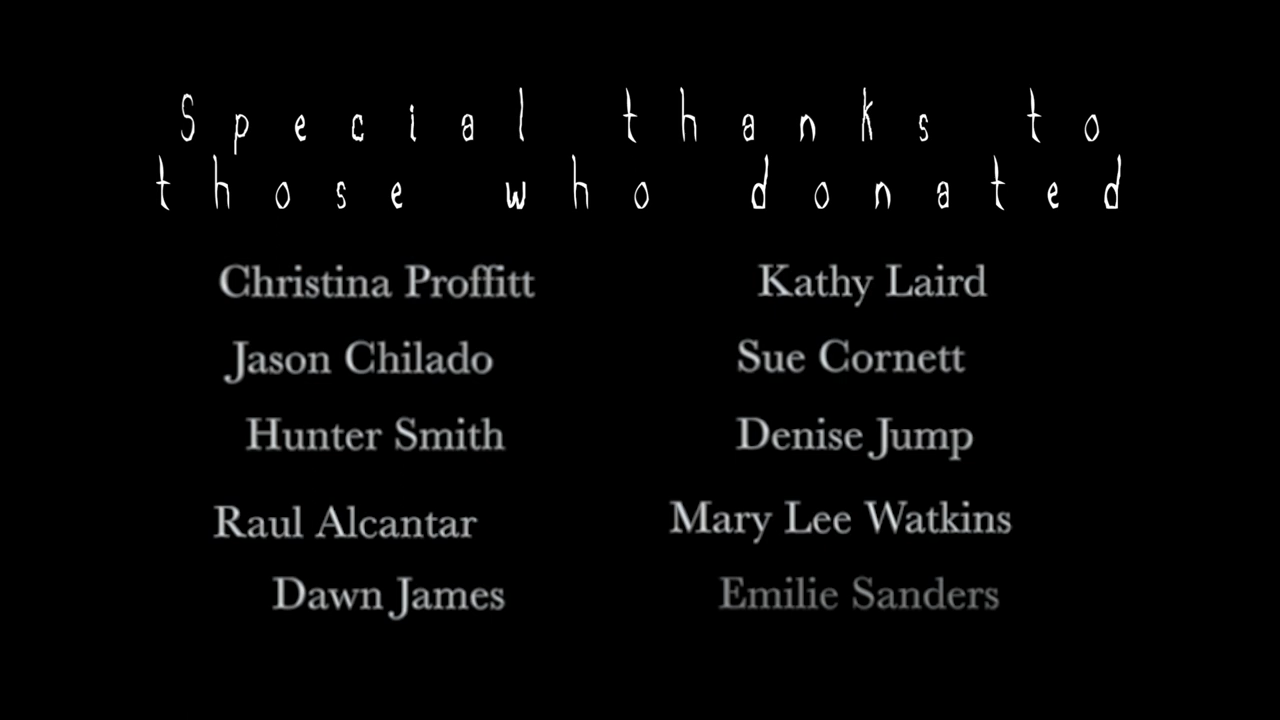 Special thanks to
those who donated
Christina Proffitt
Kathy Laird
Jason Chilado
Sue Cornett
Hunter Smith
Denise Jump
Raul Alcantar
Mary Lee Watkins
Dawn James
Emilie Sanders